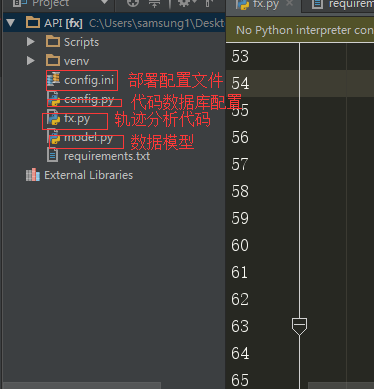 Project
fx.py
API [fx] C:\Users\samsung1\Deskt
No Python interpreter con
Scripts
venv
config.ini 部署配置文件
config.py 代码数据库配置
fx.py 轨迹分析代码
model.py 数据模型
requirements.txt
External Libraries
53
54
55
56
57
58
59
60
61
62
63
64
65